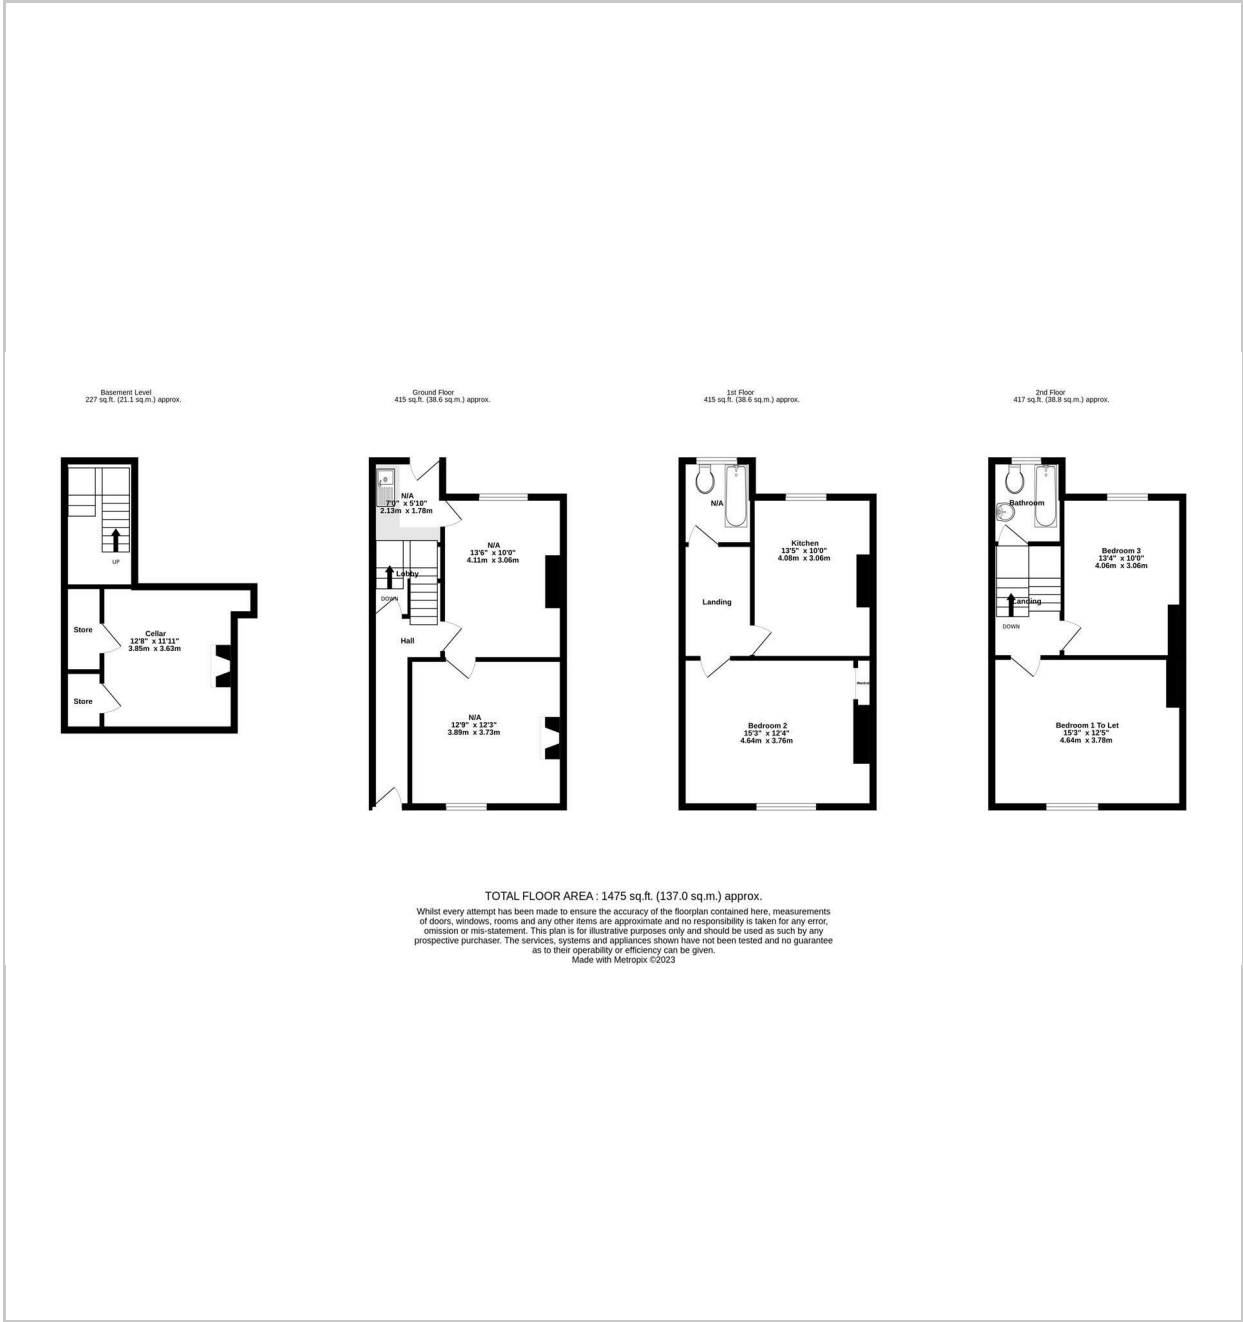 Basement Level
227 sq.ft. (21.1 sq.m.) approx.
UP
Store
Cellar
12'8" x 11'11"
3.85m x 3.63m
Store
Ground Floor
415 sq.ft. (38.6 sq.m.) approx.
N/A
7'0" x 5'10"
2.13m x 1.78m
N/A
13'6" x 10'0"
4.11m x 3.06m
Lobby
DOWN
Hall
N/A
12'9" x 12'3"
3.89m x 3.73m
1st Floor
415 sq.ft. (38.6 sq.m.) approx.
N/A
Kitchen
13'5" x 10'0"
4.08m x 3.06m
Landing
Bedroom 2
15'3" x 12'4"
4.64m x 3.76m
2nd Floor
417 sq.ft. (38.8 sq.m.) approx.
Bathroom
Bedroom 3
13'4" x 10'0"
4.06m x 3.06m
Landing
DOWN
Bedroom 1 To Let
15'3" x 12'5"
4.64m x 3.78m
TOTAL FLOOR AREA : 1475 sq.ft. (137.0 sq.m.) approx.
Whilst every attempt has been made to ensure the accuracy of the floorplan contained here, measurements
of doors, windows, rooms and any other items are approximate and no responsibility is taken for any error,
omission or mis-statement. This plan is for illustrative purposes only and should be used as such by any
prospective purchaser. The services, systems and appliances shown have not been tested and no guarantee
as to their operability or efficiency can be given.
Made with Metropix ©2023